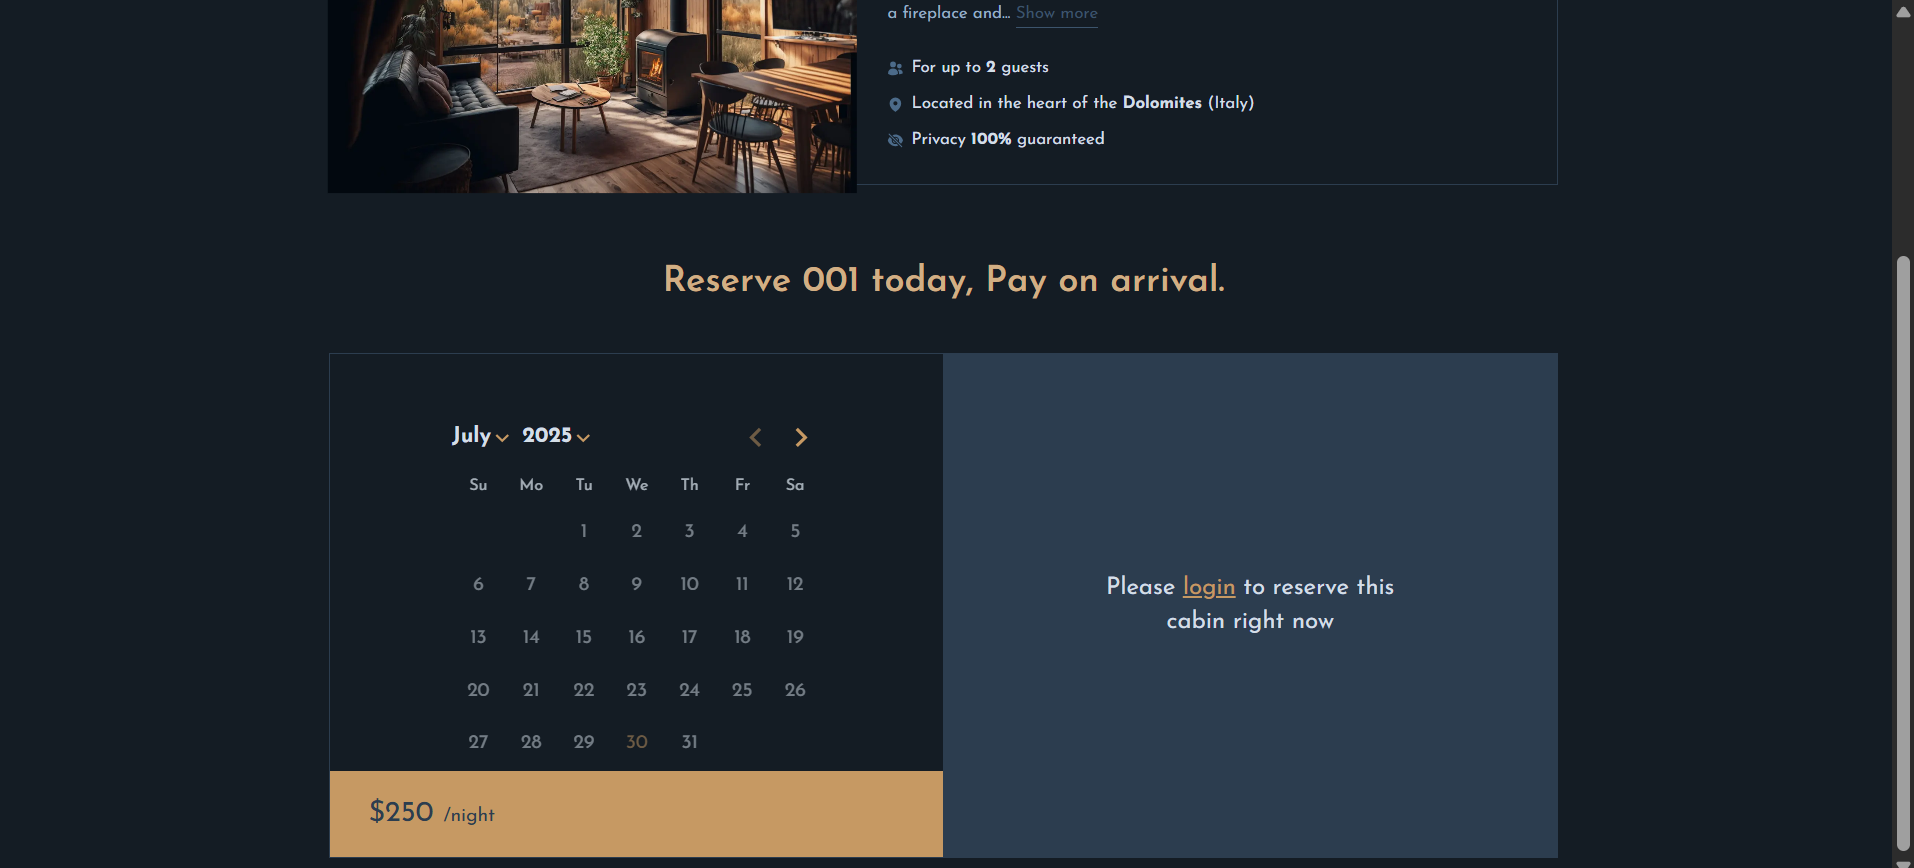 a fireplace and... Show more
For up to 2 guests
Located in the heart of the Dolomites (Italy)
Privacy 100% guaranteed
Reserve 001 today, Pay on arrival.
July 2025
Su Mo Tu We Th Fr Sa
1 2 3 4 5
6 7 8 9 10 11 12
13 14 15 16 17 18 19
20 21 22 23 24 25 26
27 28 29 30 31
$250 /night
Please login to reserve this
cabin right now